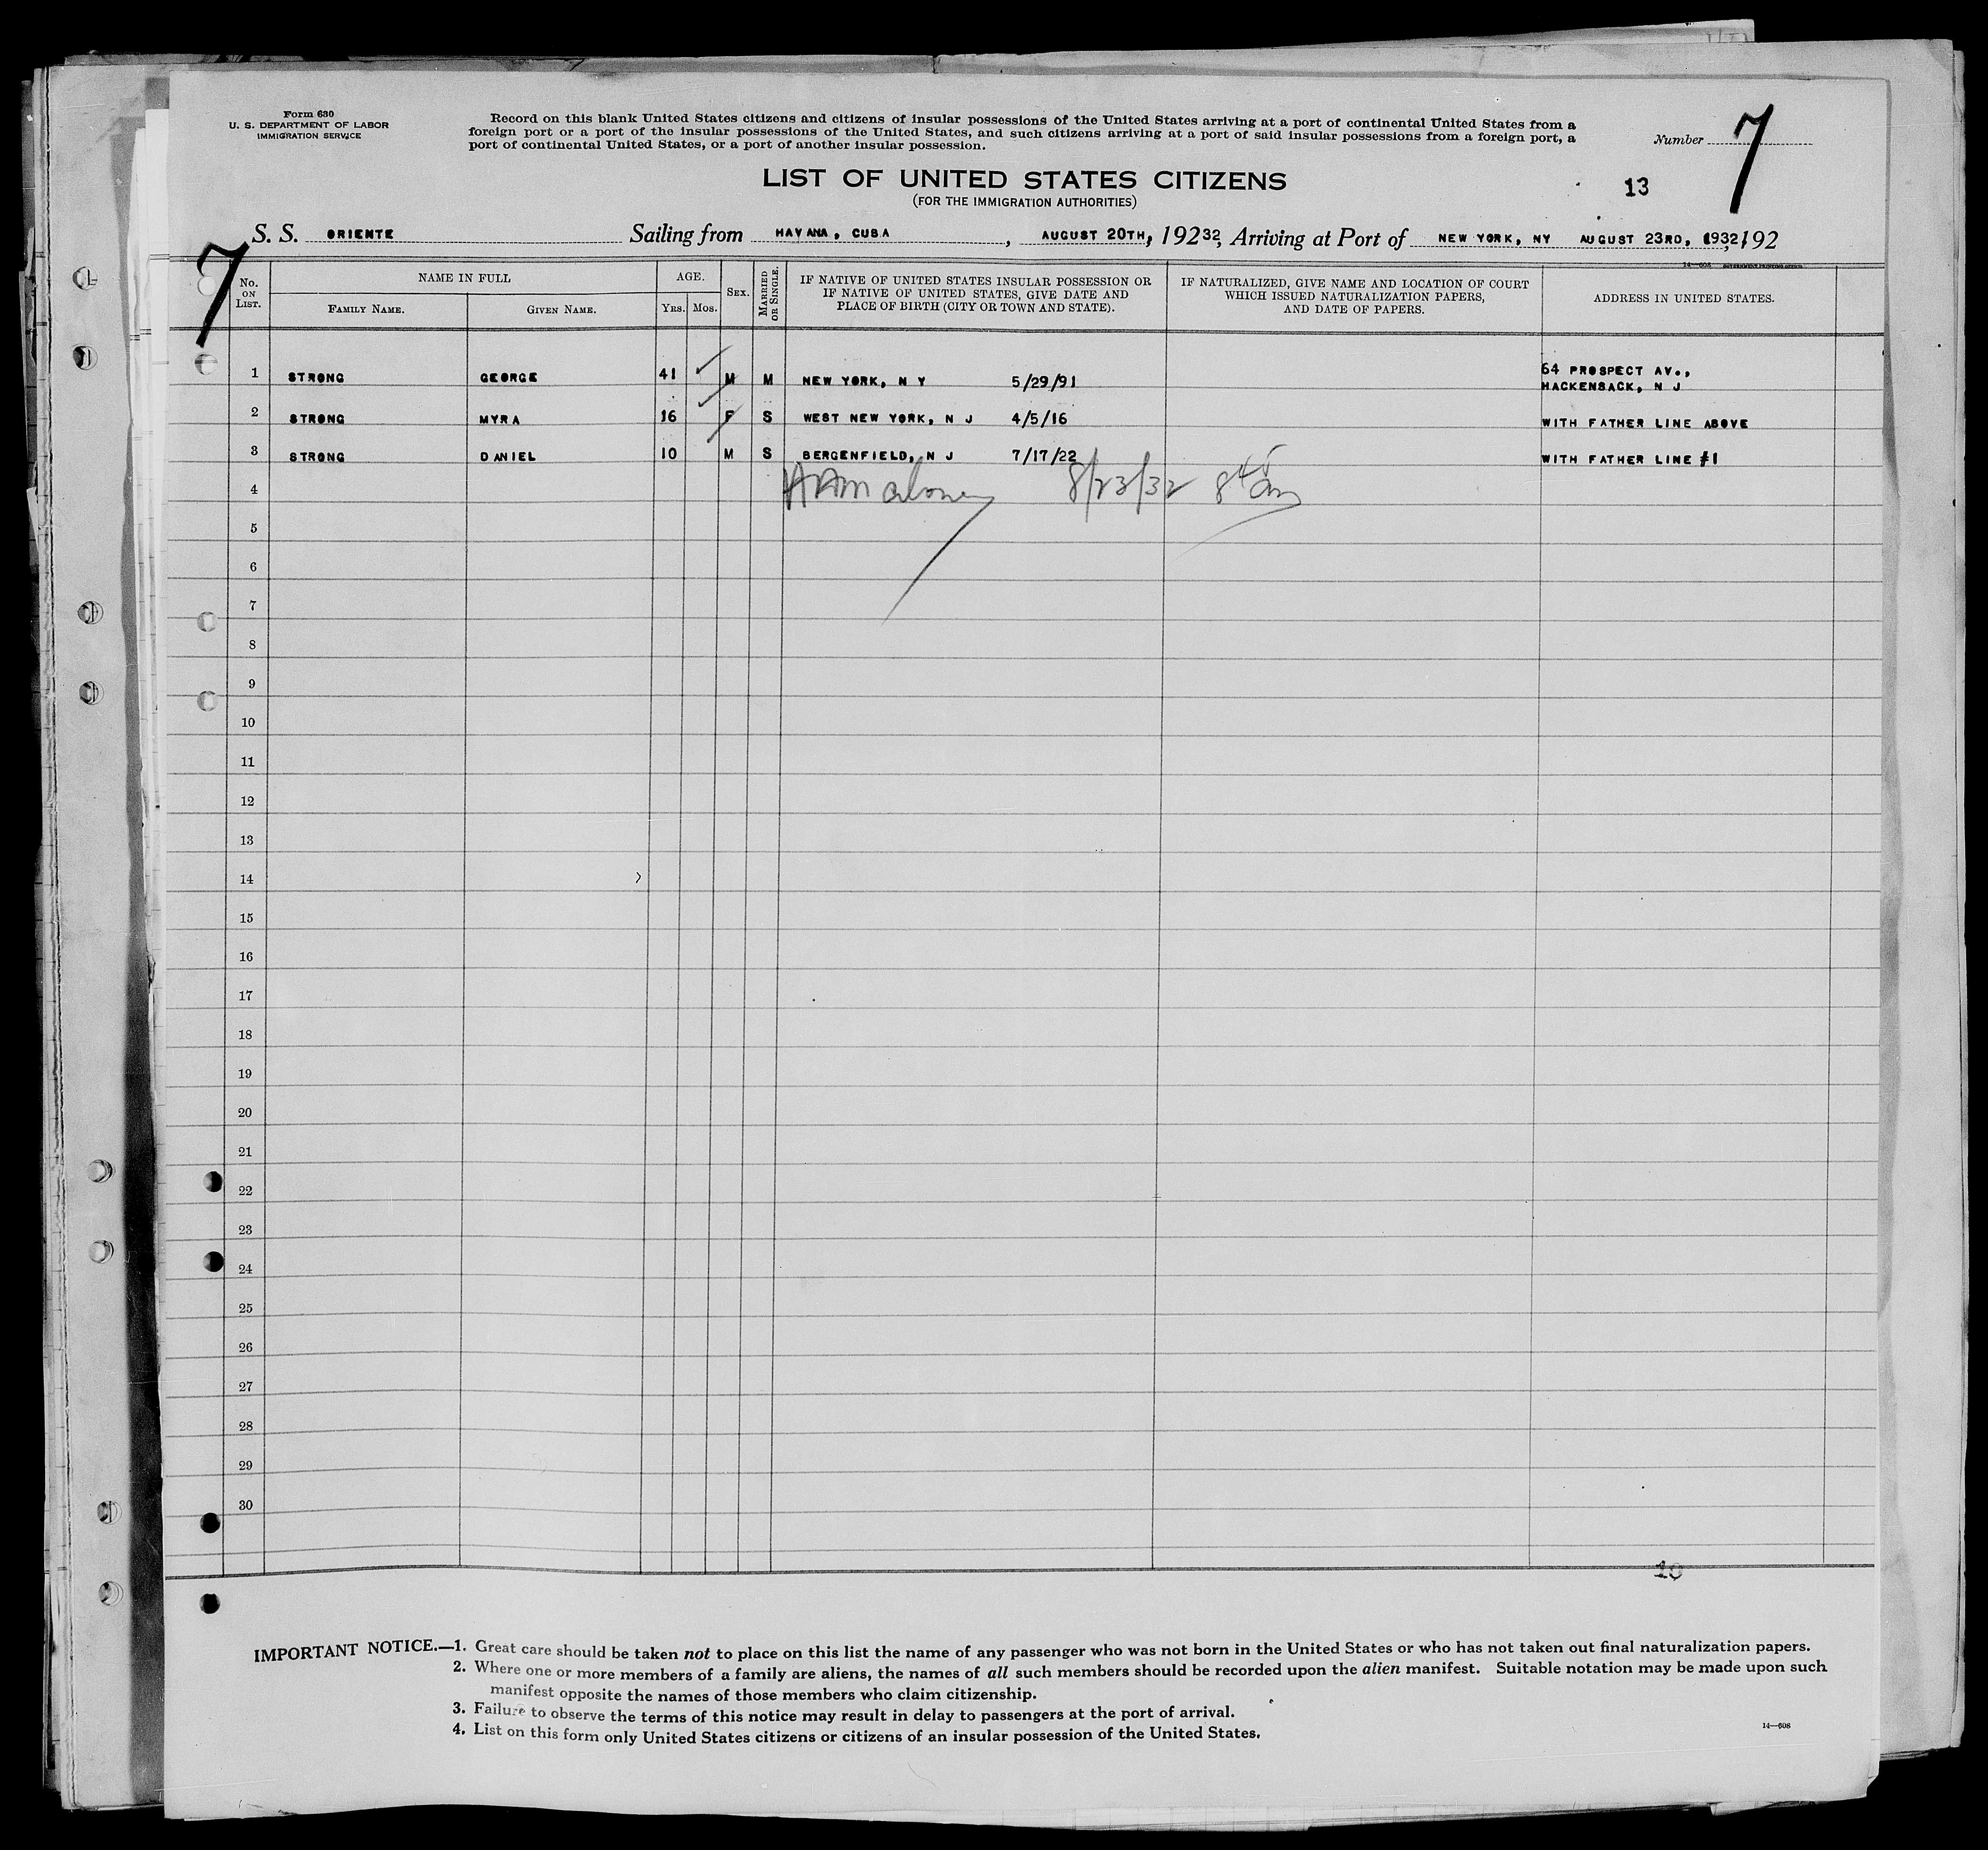 Form 630
U. S. DEPARTMENT OF LABOR
IMMIGRATION SERVICE
Record on this blank United States citizens and citizens of insular possessions of the United States arriving at a port of continental United States from a
foreign port or a port of the insular possessions of the United States, and such citizens arriving at a port of said insular possessions from a foreign port, a
port of continental United States, or a port of another insular possession.
Number 7
LIST OF UNITED STATES CITIZENS
(FOR THE IMMIGRATION AUTHORITIES)
13
S. S. ORIENTE Sailing from HAVANA, CUBA, AUGUST 20TH, 19232, Arriving at Port of NEW YORK, NY AUGUST 23RD, 1932, 192
7
No. ON LIST. NAME IN FULL AGE. SEX. MARRIED OR SINGLE. IF NATIVE OF UNITED STATES INSULAR POSSESSION OR IF NATIVE OF UNITED STATES, GIVE DATE AND PLACE OF BIRTH (CITY OR TOWN AND STATE). IF NATURALIZED, GIVE NAME AND LOCATION OF COURT WHICH ISSUED NATURALIZATION PAPERS, AND DATE OF PAPERS. ADDRESS IN UNITED STATES.
FAMILY NAME. GIVEN NAME. YRS. MOS.
1 STRONG GEORGE 41 M M NEW YORK, N Y 5/29/91 64 PROSPECT AV.,
HACKENSACK, N J
2 STRONG MYRA 16 F S WEST NEW YORK, N J 4/5/16 WITH FATHER LINE ABOVE
3 STRONG DANIEL 10 M S BERGENFIELD, N J 7/17/22 WITH FATHER LINE #1
4 8/23/32
5
6
7
8
9
10
11
12
13
14
15
16
17
18
19
20
21
22
23
24
25
26
27
28
29
30
10
IMPORTANT NOTICE.—1. Great care should be taken not to place on this list the name of any passenger who was not born in the United States or who has not taken out final naturalization papers.
2. Where one or more members of a family are aliens, the names of all such members should be recorded upon the alien manifest. Suitable notation may be made upon such
manifest opposite the names of those members who claim citizenship.
3. Failure to observe the terms of this notice may result in delay to passengers at the port of arrival.
4. List on this form only United States citizens or citizens of an insular possession of the United States.
14—608